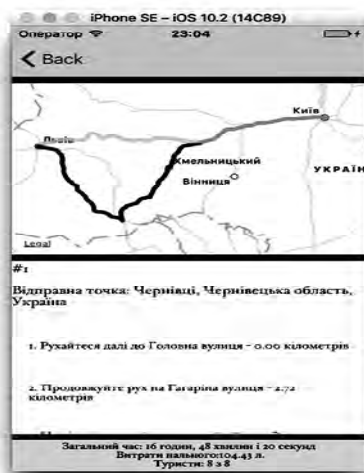 iPhone SE – iOS 10.2 (14C89)
Оператор 23:04
Back
Київ
Львів
Хмельницький
Вінниця
УКРАЇН
Legal
#1
Відправна точка: Чернівці, Чернівецька область,
Україна
1. Рухайтеся далі до Головна вулиця - 0.00 кілометрів
2. Продовжуйте рух на Гагаріна вулиця - 2.72
кілометрів
Загальний час: 16 годин, 48 хвилин і 20 секунд
Витрати пального:104.43 л.
Туристи: 8 з 8